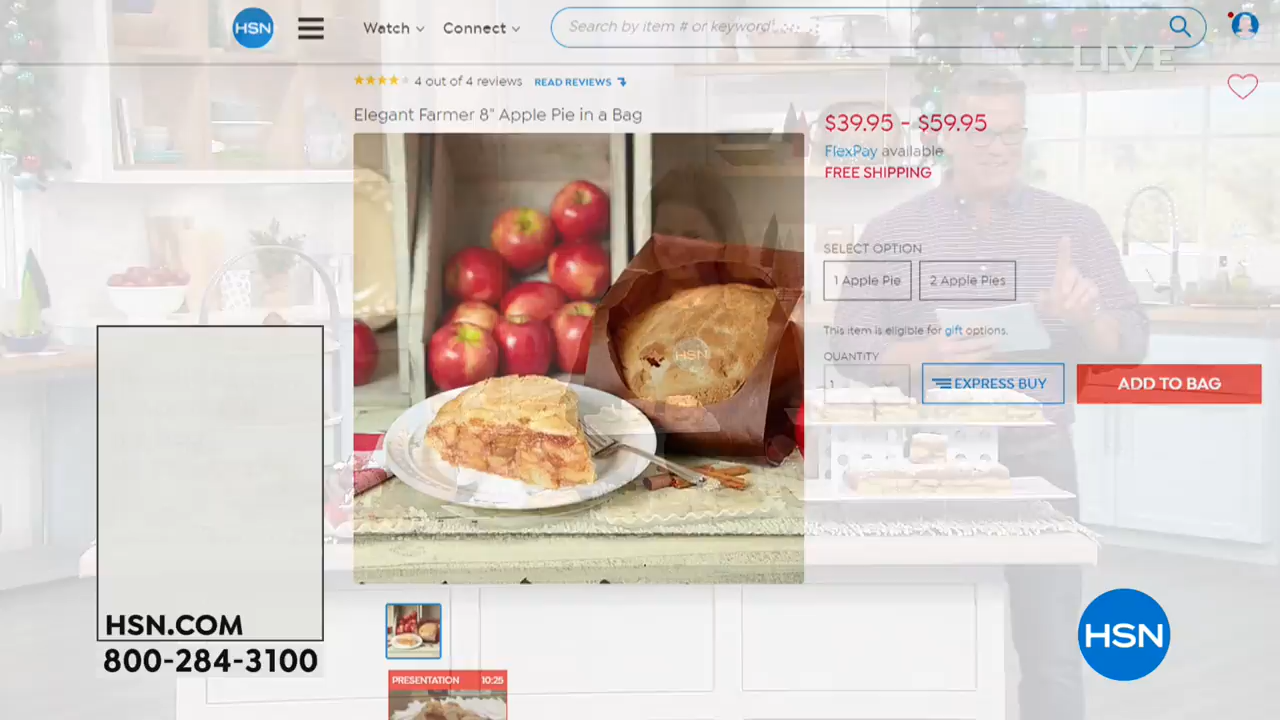 HSN
Watch
Connect
Search by item # or keyword
LIVE
4 out of 4 reviews
READ REVIEWS
Elegant Farmer 8" Apple Pie in a Bag
$39.95 - $59.95
FlexPay available
FREE SHIPPING
SELECT OPTION
1 Apple Pie
2 Apple Pies
This item is eligible for gift options.
QUANTITY
1
EXPRESS BUY
ADD TO BAG
HSN
HSN.COM
800-284-3100
HSN
PRESENTATION 10:25